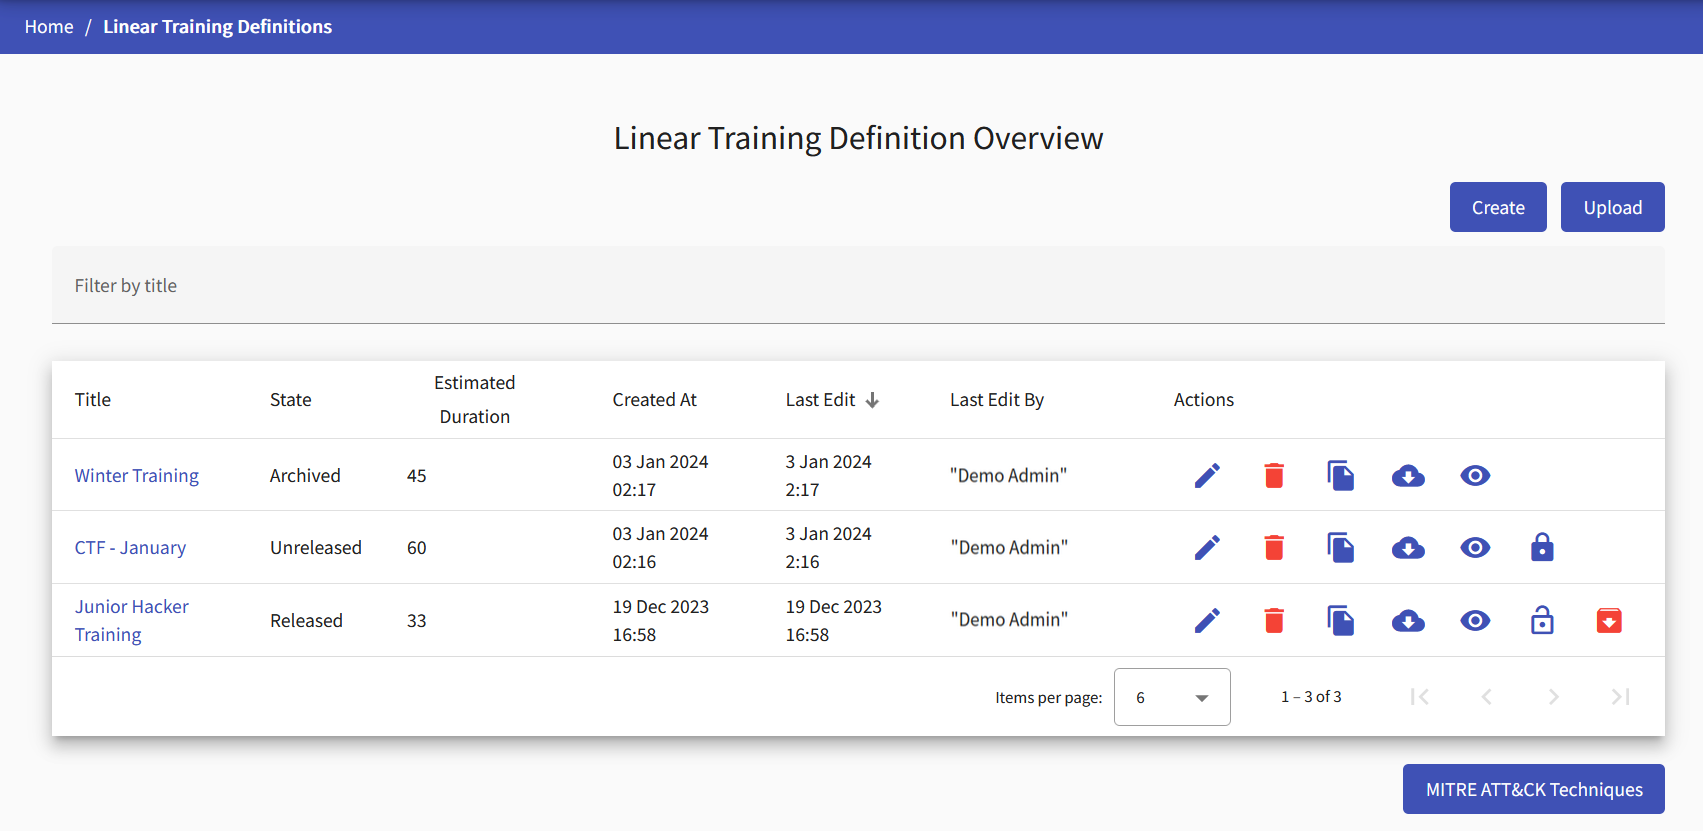 Home / Linear Training Definitions
Linear Training Definition Overview
Create Upload
Filter by title
Title State Estimated Duration Created At Last Edit Last Edit By Actions
Winter Training Archived 45 03 Jan 2024 02:17 3 Jan 2024 2:17 "Demo Admin"
CTF - January Unreleased 60 03 Jan 2024 02:16 3 Jan 2024 2:16 "Demo Admin"
Junior Hacker Training Released 33 19 Dec 2023 16:58 19 Dec 2023 16:58 "Demo Admin"
Items per page: 6 1 – 3 of 3
MITRE ATT&CK Techniques